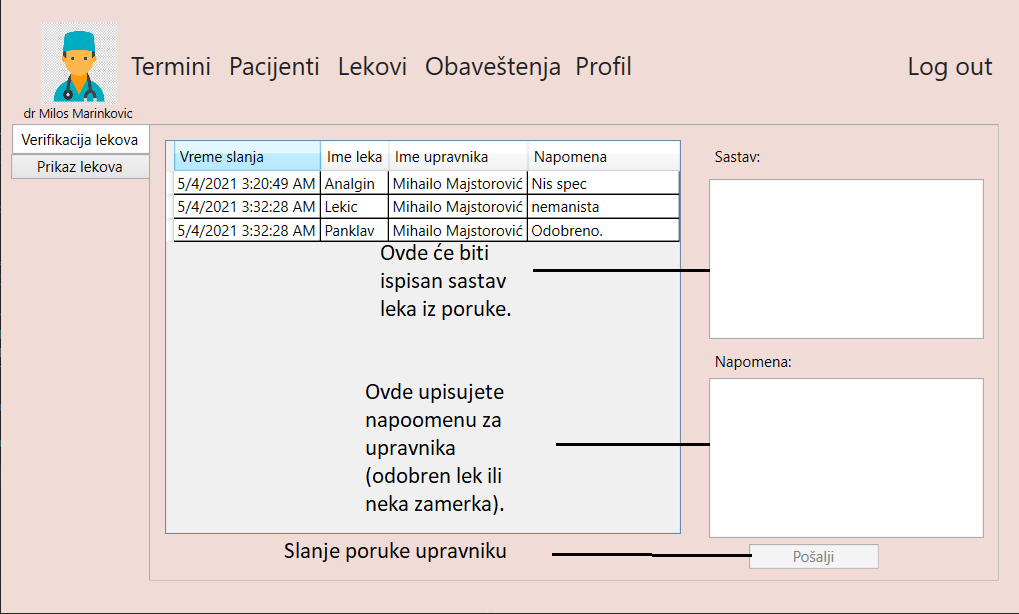 Termini Pacijenti Lekovi Obaveštenja Profil Log out
dr Milos Marinkovic
Verifikacija lekova
Prikaz lekova
Vreme slanja Ime leka Ime upravnika Napomena
5/4/2021 3:20:49 AM Analgin Mihailo Majstorović Nis spec
5/4/2021 3:32:28 AM Lekic Mihailo Majstorović nemanista
5/4/2021 3:32:28 AM Panklav Mihailo Majstorović Odobreno.
Ovde će biti
ispisan sastav
leka iz poruke.
Ovde upisujete
napoomenu za
upravnika
(odobren lek ili
neka zamerka).
Slanje poruke upravniku
Sastav:
Napomena:
Pošalji